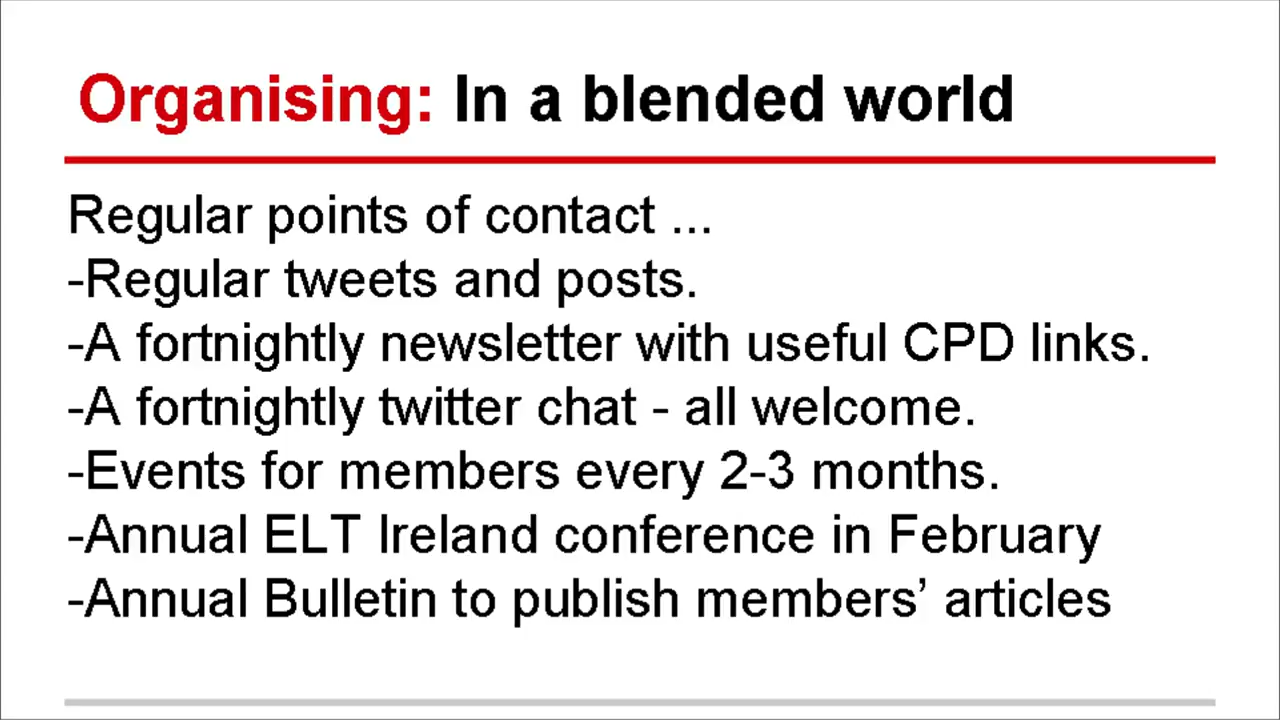 Organising: In a blended world
Regular points of contact ...
-Regular tweets and posts.
-A fortnightly newsletter with useful CPD links.
-A fortnightly twitter chat - all welcome.
-Events for members every 2-3 months.
-Annual ELT Ireland conference in February
-Annual Bulletin to publish members’ articles